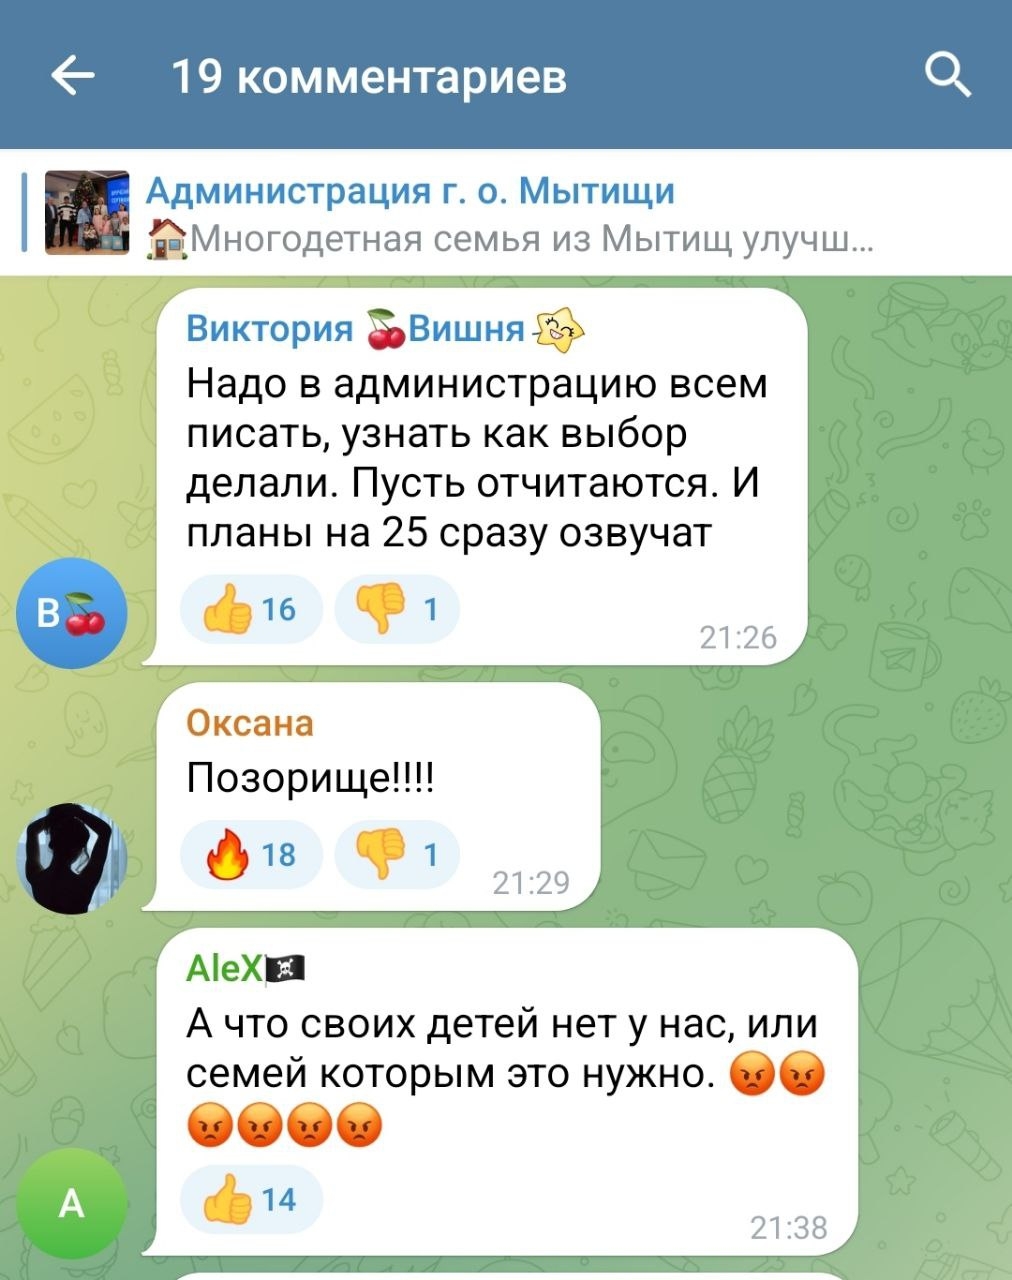 19 комментариев
Администрация г. о. Мытищи
🏠Многодетная семья из Мытищ улучш...
Виктория 🍒Вишня
Надо в администрацию всем
писать, узнать как выбор
делали. Пусть отчитаются. И
планы на 25 сразу озвучат
👍 16 👎 1
21:26
В🍒
Оксана
Позорище!!!!
🔥 18 👎 1
21:29
AleX🏴‍☠️
А что своих детей нет у нас, или
семей которым это нужно. 😡😡
😡😡😡😡
👍 14
21:38
A